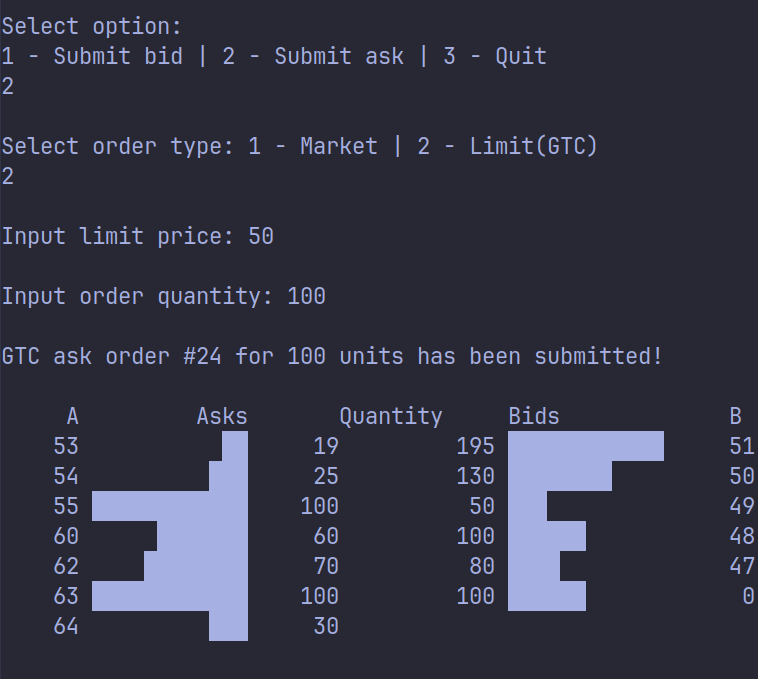 Select option:
1 - Submit bid | 2 - Submit ask | 3 - Quit
2
Select order type: 1 - Market | 2 - Limit(GTC)
2
Input limit price: 50
Input order quantity: 100
GTC ask order #24 for 100 units has been submitted!
A Asks Quantity Bids B
53 19 195 51
54 25 130 50
55 100 50 49
60 60 100 48
62 70 80 47
63 100 100 0
64 30